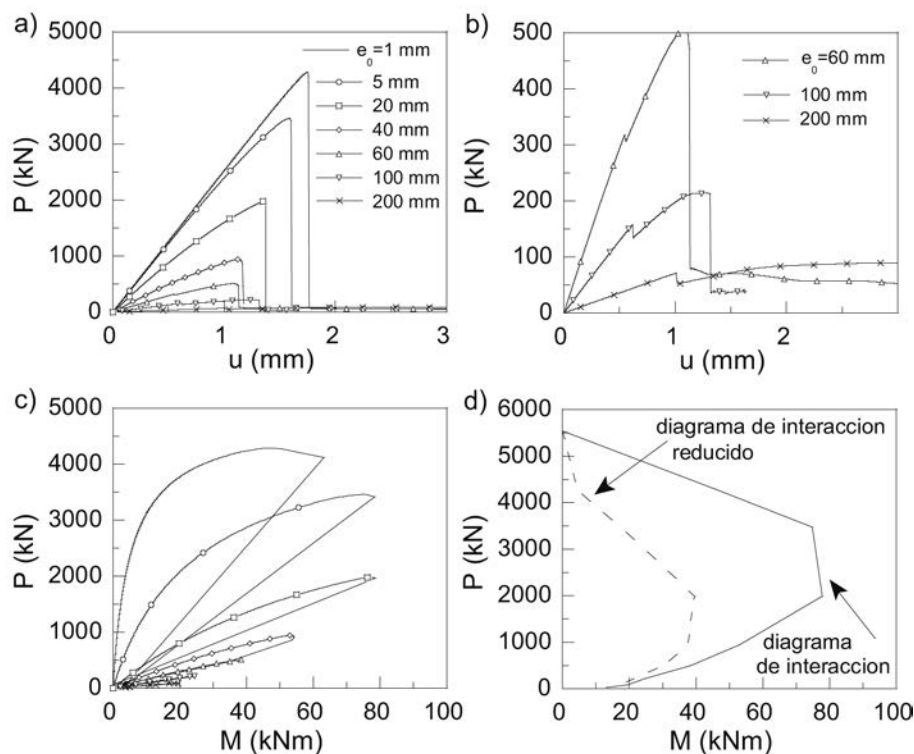 a)
5000
4000
3000
2000
1000
0
P (kN)
0 1 2 3
u (mm)
e0=1 mm
5 mm
20 mm
40 mm
60 mm
100 mm
200 mm
b)
500
400
300
200
100
0
P (kN)
0 1 2
u (mm)
e0=60 mm
100 mm
200 mm
c)
5000
4000
3000
2000
1000
0
P (kN)
0 20 40 60 80 100
M (kNm)
d)
6000
5000
4000
3000
2000
1000
0
P (kN)
0 20 40 60 80 100
M (kNm)
diagrama de interaccion
reducido
diagrama
de interaccion